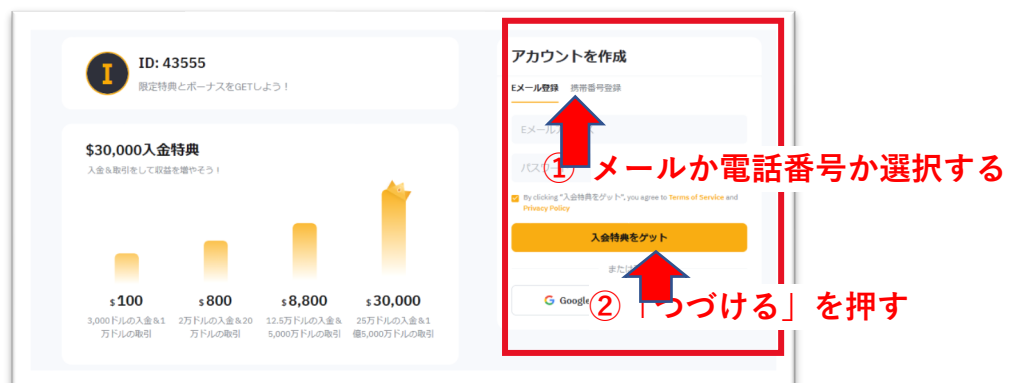 I
ID: 43555
限定特典とボーナスをGETしよう！
$30,000入金特典
入金&取引をして収益を増やそう！
$100
3,000ドルの入金&1
万ドルの取引
$800
2万ドルの入金&20
万ドルの取引
$8,800
12.5万ドルの入金&
5,000万ドルの取引
$30,000
25万ドルの入金&1
億5,000万ドルの取引
アカウントを作成
Eメール登録 携帯番号登録
Eメール
① メールか電話番号か選択する
By clicking "入会特典をゲット", you agree to Terms of Service and
Privacy Policy
入会特典をゲット
または
G Google
② 「つづける」を押す